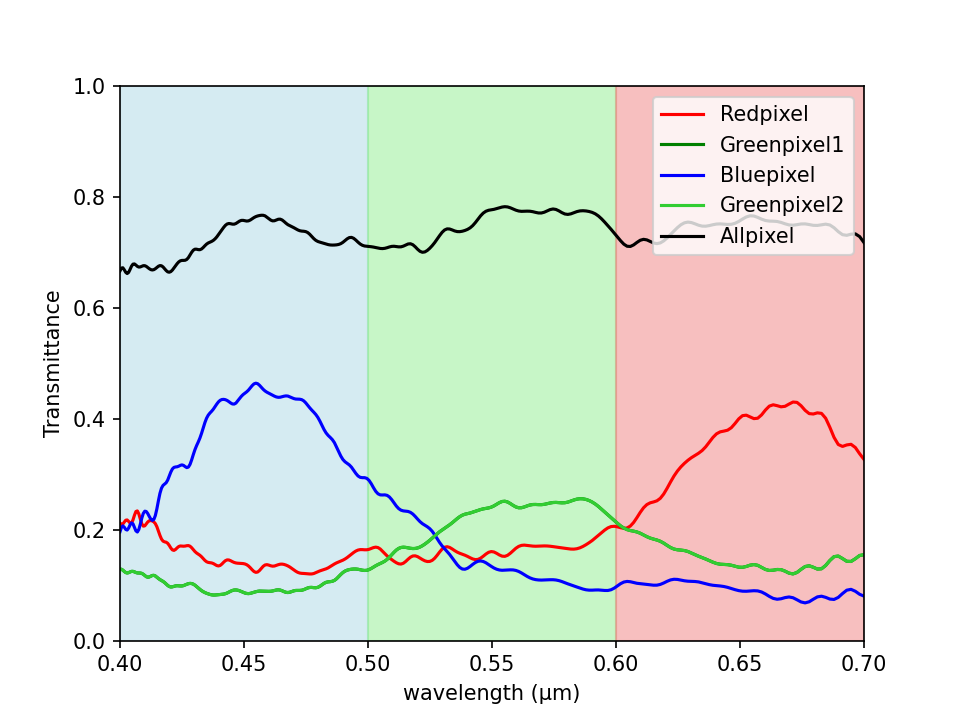 1.0
0.8
0.6
0.4
0.2
0.0
Transmittance
Redpixel
Greenpixel1
Bluepixel
Greenpixel2
Allpixel
0.40 0.45 0.50 0.55 0.60 0.65 0.70
wavelength (μm)